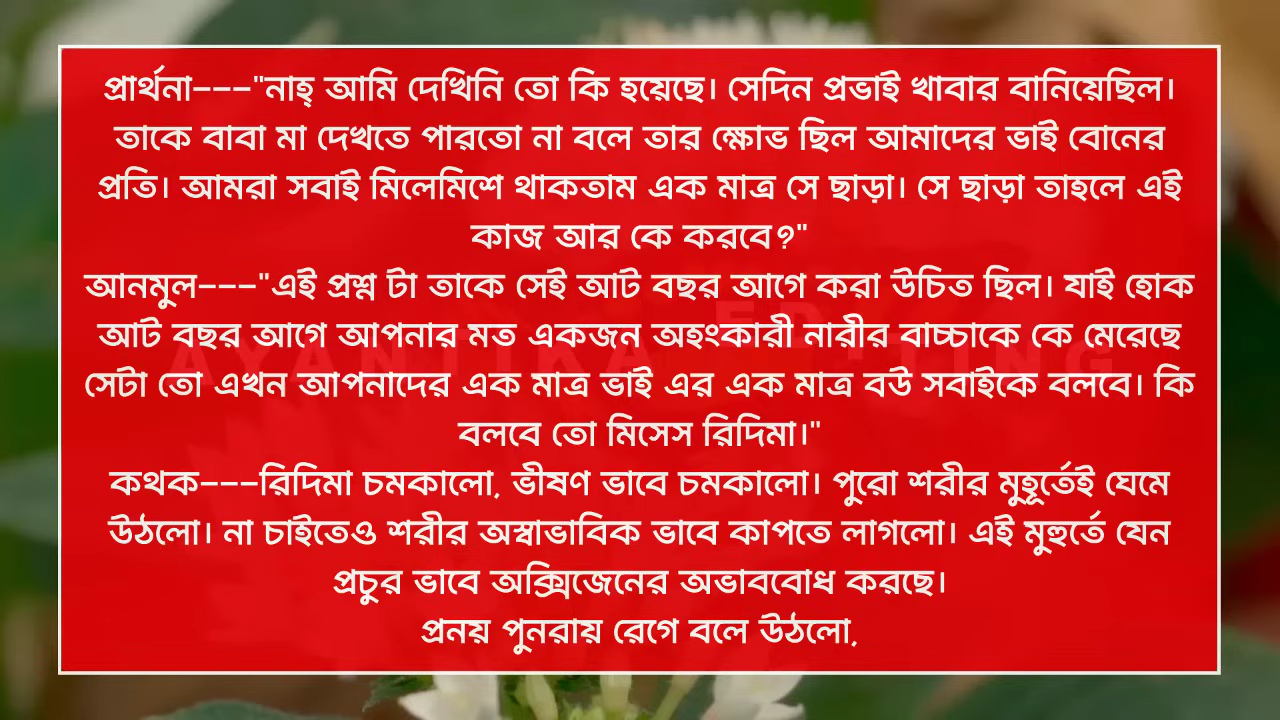 প্রার্থনা---"নাহ্ আমি দেখিনি তো কি হয়েছে। সেদিন প্রভাই খাবার বানিয়েছিল।
তাকে বাবা মা দেখতে পারতো না বলে তার ক্ষোভ ছিল আমাদের ভাই বোনের
প্রতি। আমরা সবাই মিলেমিশে থাকতাম এক মাত্র সে ছাড়া। সে ছাড়া তাহলে এই
কাজ আর কে করবে?"
আনমুল---"এই প্রশ্ন টা তাকে সেই আট বছর আগে করা উচিত ছিল। যাই হোক
আট বছর আগে আপনার মত একজন অহংকারী নারীর বাচ্চাকে কে মেরেছে
সেটা তো এখন আপনাদের এক মাত্র ভাই এর এক মাত্র বউ সবাইকে বলবে। কি
বলবে তো মিসেস রিদিমা।"
কথক---রিদিমা চমকালো, ভীষণ ভাবে চমকালো। পুরো শরীর মুহূর্তেই ঘেমে
উঠলো। না চাইতেও শরীর অস্বাভাবিক ভাবে কাপতে লাগলো। এই মুহুর্তে যেন
প্রচুর ভাবে অক্সিজেনের অভাববোধ করছে।
প্রনয় পুনরায় রেগে বলে উঠলো,
AYANTIKA EDITING